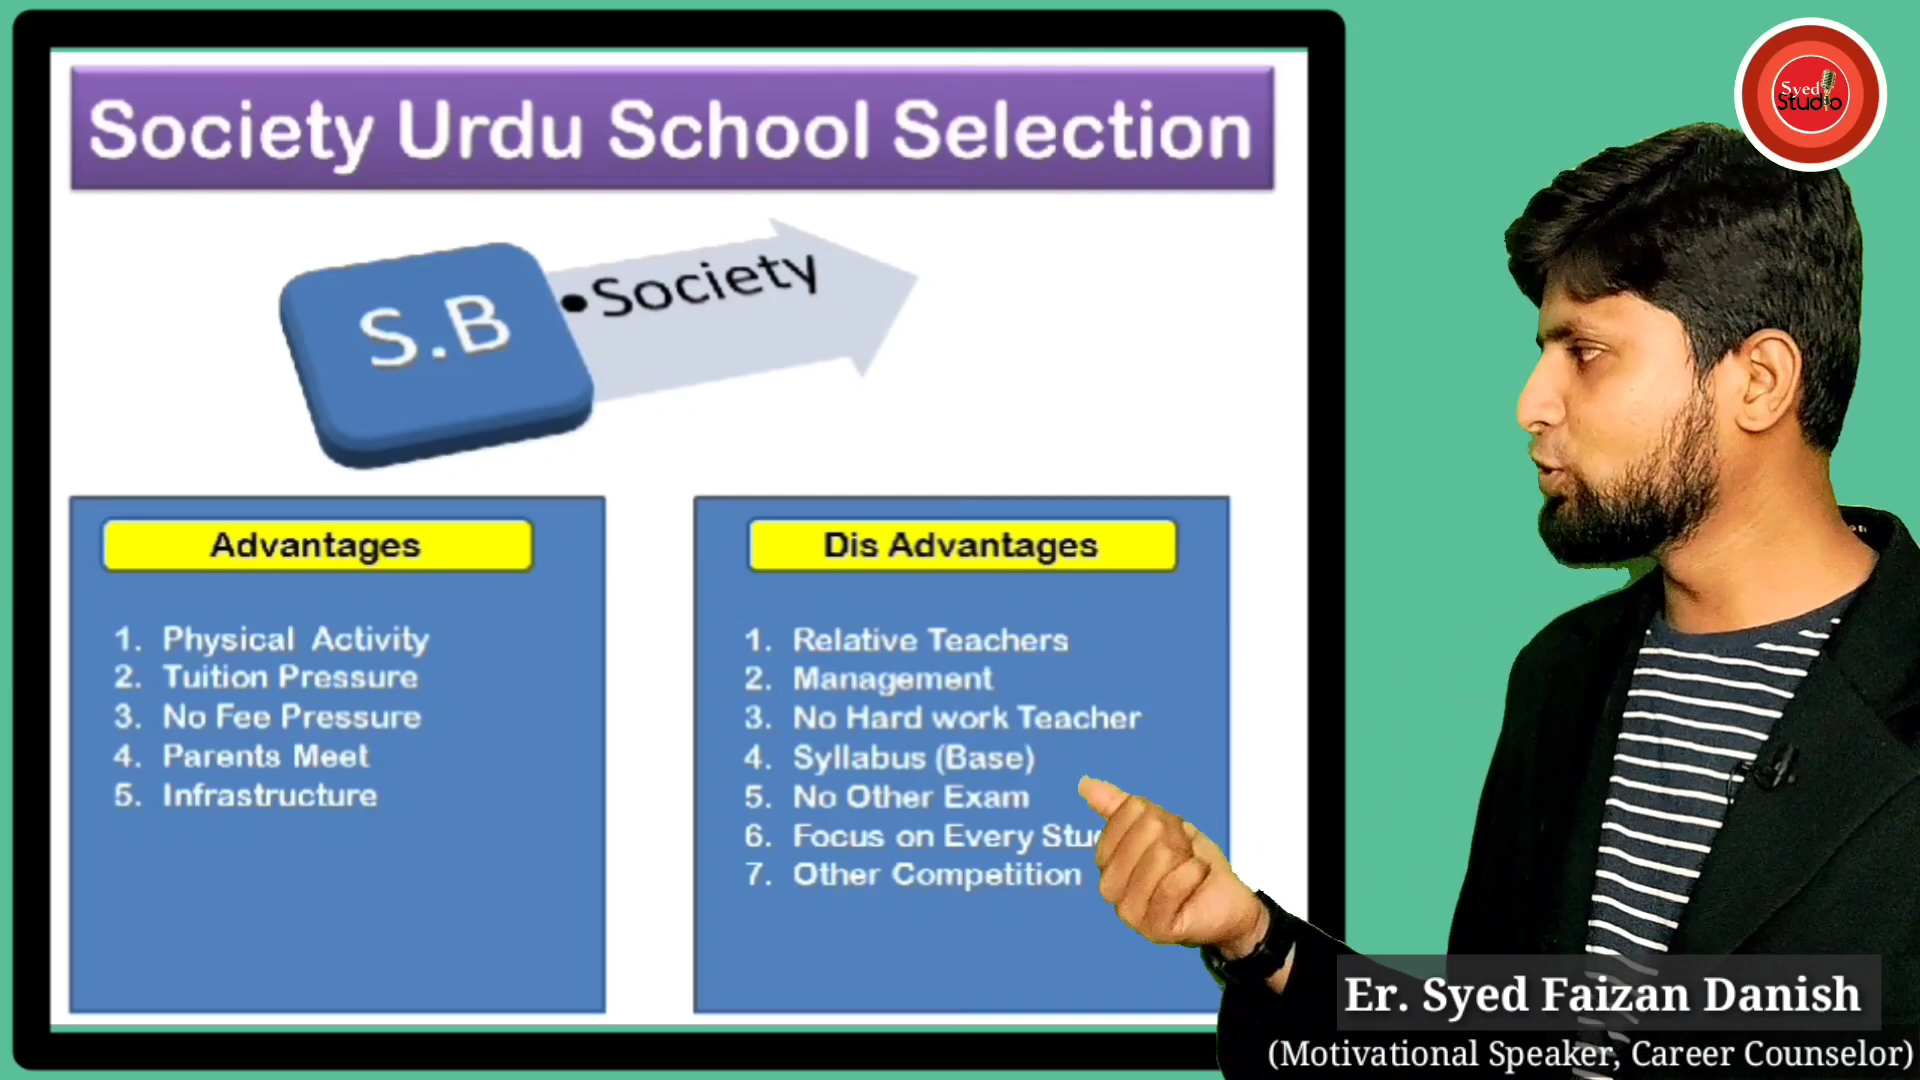 Society Urdu School Selection
S.B
•Society
Advantages
1. Physical Activity
2. Tuition Pressure
3. No Fee Pressure
4. Parents Meet
5. Infrastructure
Dis Advantages
1. Relative Teachers
2. Management
3. No Hard work Teacher
4. Syllabus (Base)
5. No Other Exam
6. Focus on Every
7. Other Competition
Syed
Studio
Er. Syed Faizan Danish
(Motivational Speaker, Career Counselor)